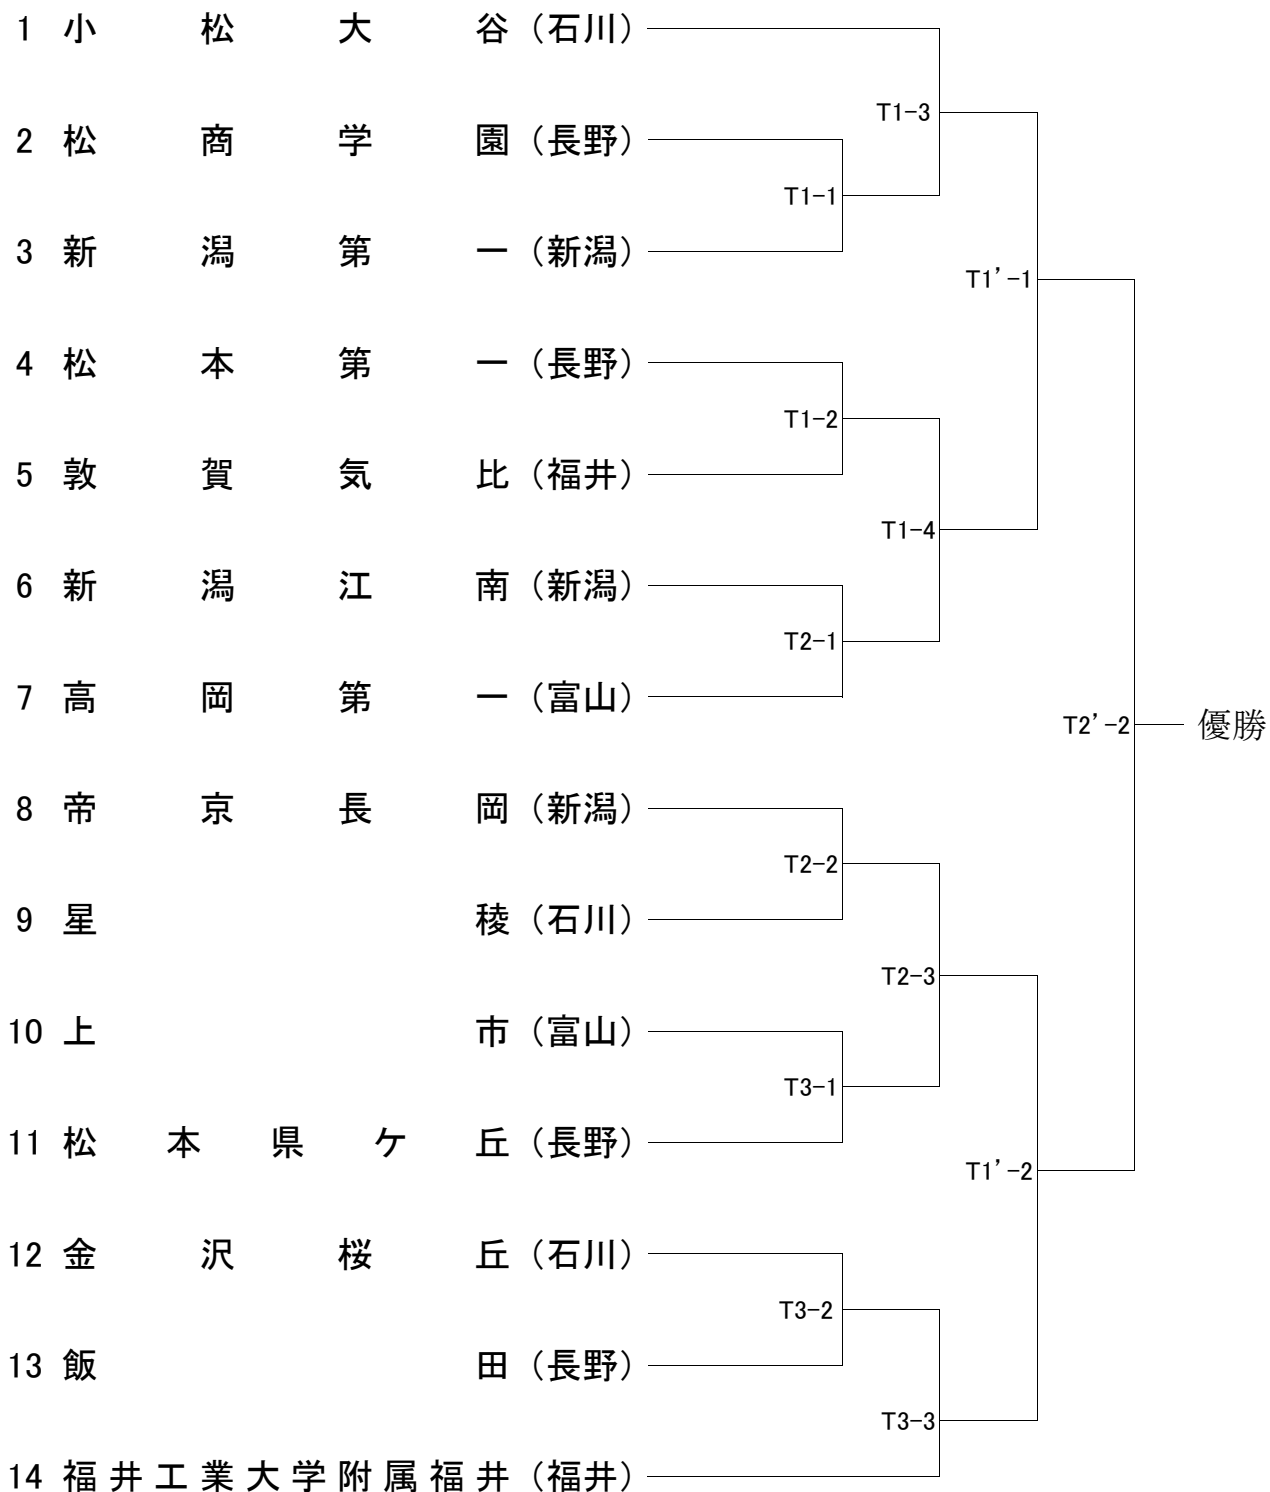 1 小松大谷（石川）
T1-3
2 松商学園（長野）
T1-1
3 新潟第一（新潟）
T1’-1
4 松本第一（長野）
T1-2
5 敦賀気比（福井）
T1-4
6 新潟江南（新潟）
T2-1
7 高岡第一（富山）
T2’-2 優勝
8 帝京長岡（新潟）
T2-2
9 星稜（石川）
T2-3
10 上市（富山）
T3-1
11 松本県ケ丘（長野）
T1’-2
12 金沢桜丘（石川）
T3-2
13 飯田（長野）
T3-3
14 福井工業大学附属福井（福井）